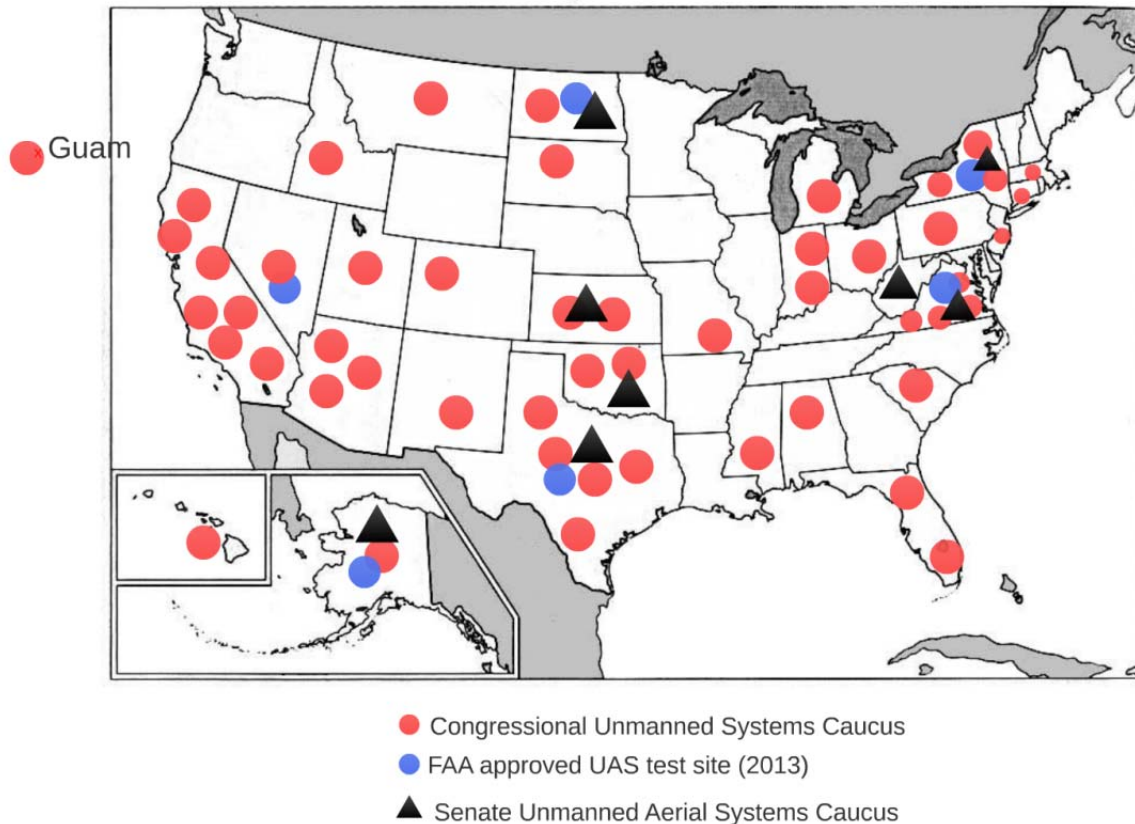 Guam
Congressional Unmanned Systems Caucus
FAA approved UAS test site (2013)
Senate Unmanned Aerial Systems Caucus